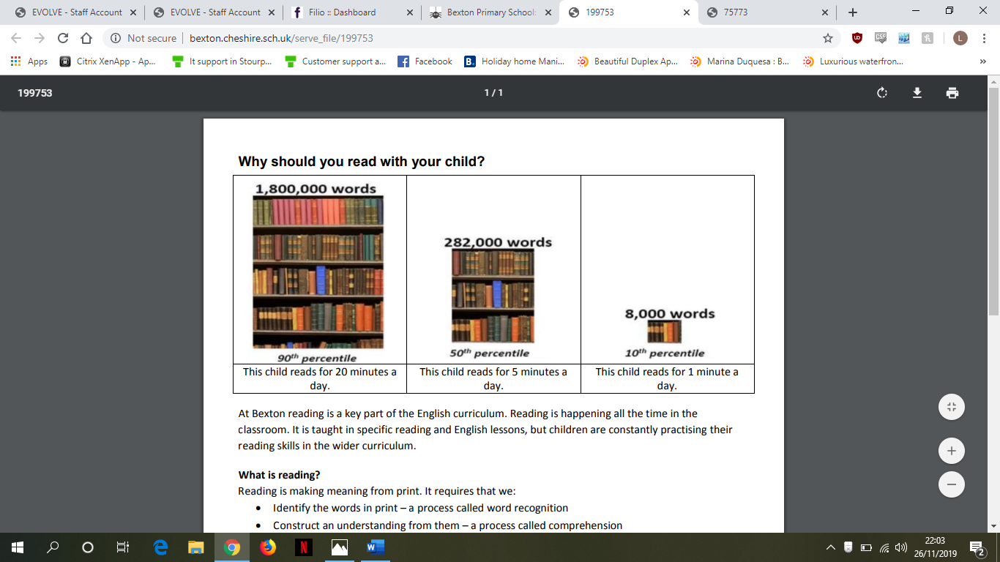 EVOLVE - Staff Account
EVOLVE - Staff Account
Filio :: Dashboard
Bexton Primary School:
199753
75773
Not secure | bexton.cheshire.sch.uk/serve_file/199753
Apps
Citrix XenApp - Ap...
It support in Stourp...
Customer support a...
Facebook
Holiday home Mani...
Beautiful Duplex Ap...
Marina Duquesa : B...
Luxurious waterfron...
199753
1 / 1
Why should you read with your child?
1,800,000 words
90th percentile
282,000 words
50th percentile
8,000 words
10th percentile
This child reads for 20 minutes a
day.
This child reads for 5 minutes a
day.
This child reads for 1 minute a
day.
At Bexton reading is a key part of the English curriculum. Reading is happening all the time in the
classroom. It is taught in specific reading and English lessons, but children are constantly practising their
reading skills in the wider curriculum.
What is reading?
Reading is making meaning from print. It requires that we:
• Identify the words in print – a process called word recognition
• Construct an understanding from them – a process called comprehension
22:03
26/11/2019
2